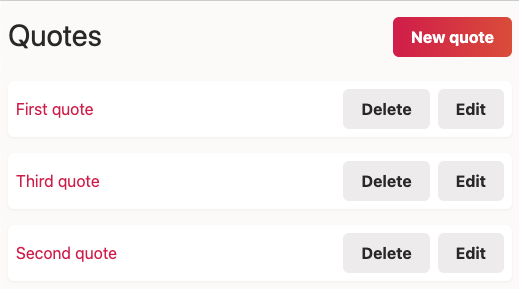 Quotes
New quote
First quote Delete Edit
Third quote Delete Edit
Second quote Delete Edit